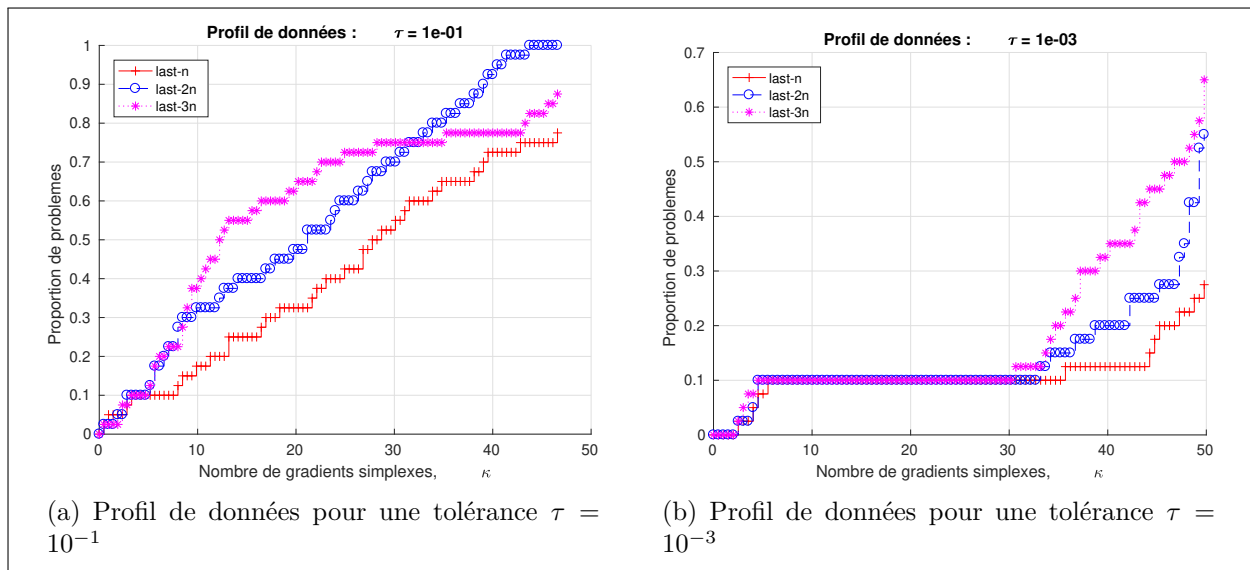 Profil de données : τ = 1e-01
last-n
last-2n
last-3n
Proportion de problemes
1
0.9
0.8
0.7
0.6
0.5
0.4
0.3
0.2
0.1
0
0 10 20 30 40 50
Nombre de gradients simplexes, κ
(a) Profil de données pour une tolérance τ =
10⁻¹
Profil de données : τ = 1e-03
last-n
last-2n
last-3n
Proportion de problemes
0.7
0.6
0.5
0.4
0.3
0.2
0.1
0
0 10 20 30 40 50
Nombre de gradients simplexes, κ
(b) Profil de données pour une tolérance τ =
10⁻³